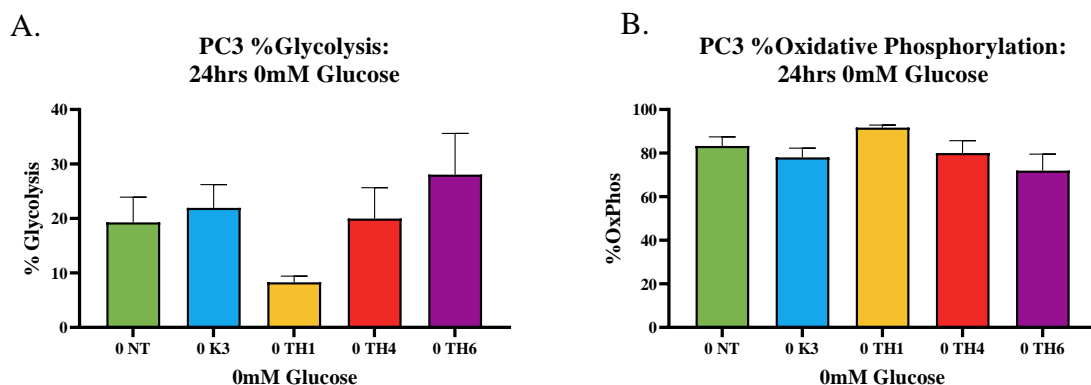 A.
PC3 %Glycolysis:
24hrs 0mM Glucose
% Glycolysis
40
30
20
10
0
0 NT 0 K3 0 TH1 0 TH4 0 TH6
0mM Glucose
B.
PC3 %Oxidative Phosphorylation:
24hrs 0mM Glucose
%OxPhos
100
80
60
40
20
0
0 NT 0 K3 0 TH1 0 TH4 0 TH6
0mM Glucose